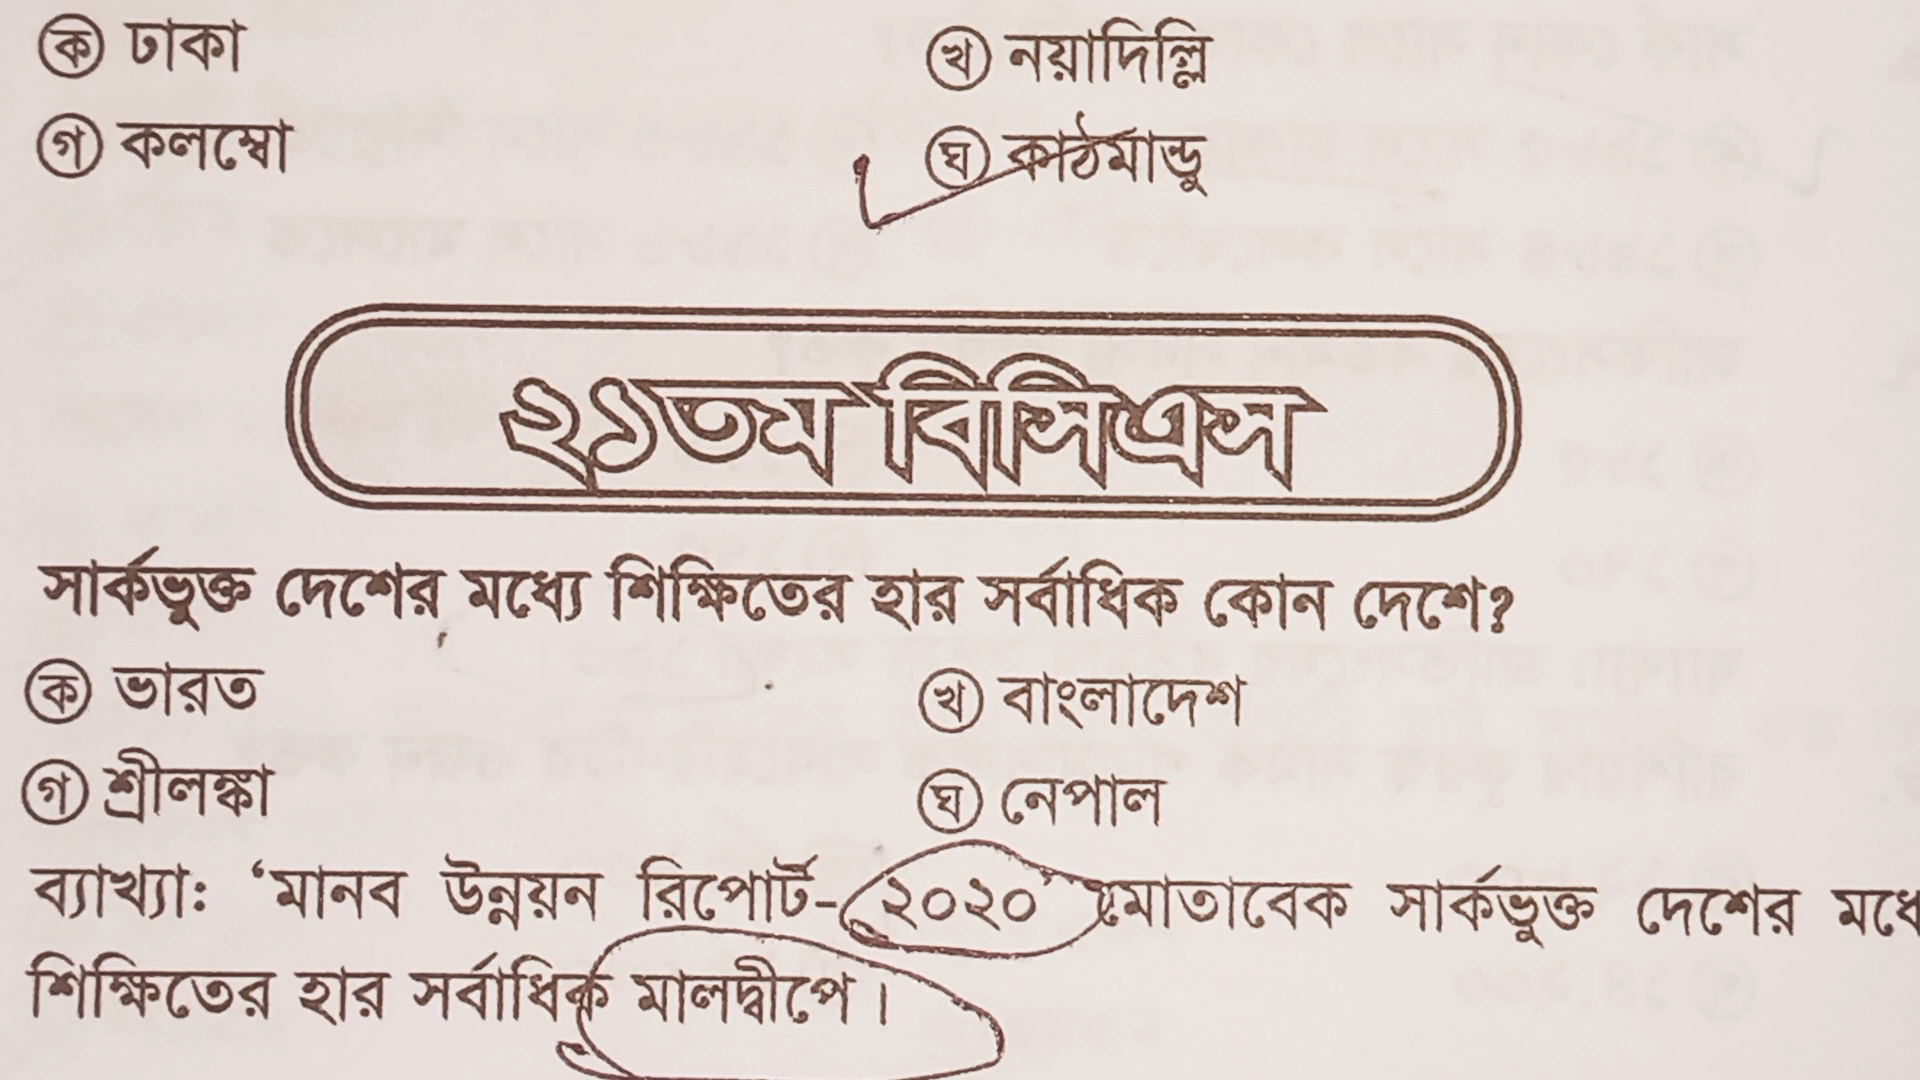 ক ঢাকা খ নয়াদিল্লি
গ কলম্বো ঘ কাঠমান্ডু
২১তম বিসিএস
সার্কভুক্ত দেশের মধ্যে শিক্ষিতের হার সর্বাধিক কোন দেশে?
ক ভারত খ বাংলাদেশ
গ শ্রীলঙ্কা ঘ নেপাল
ব্যাখ্যা: ‘মানব উন্নয়ন রিপোর্ট-২০২০’ মোতাবেক সার্কভুক্ত দেশের মধ্যে
শিক্ষিতের হার সর্বাধিক মালদ্বীপে।